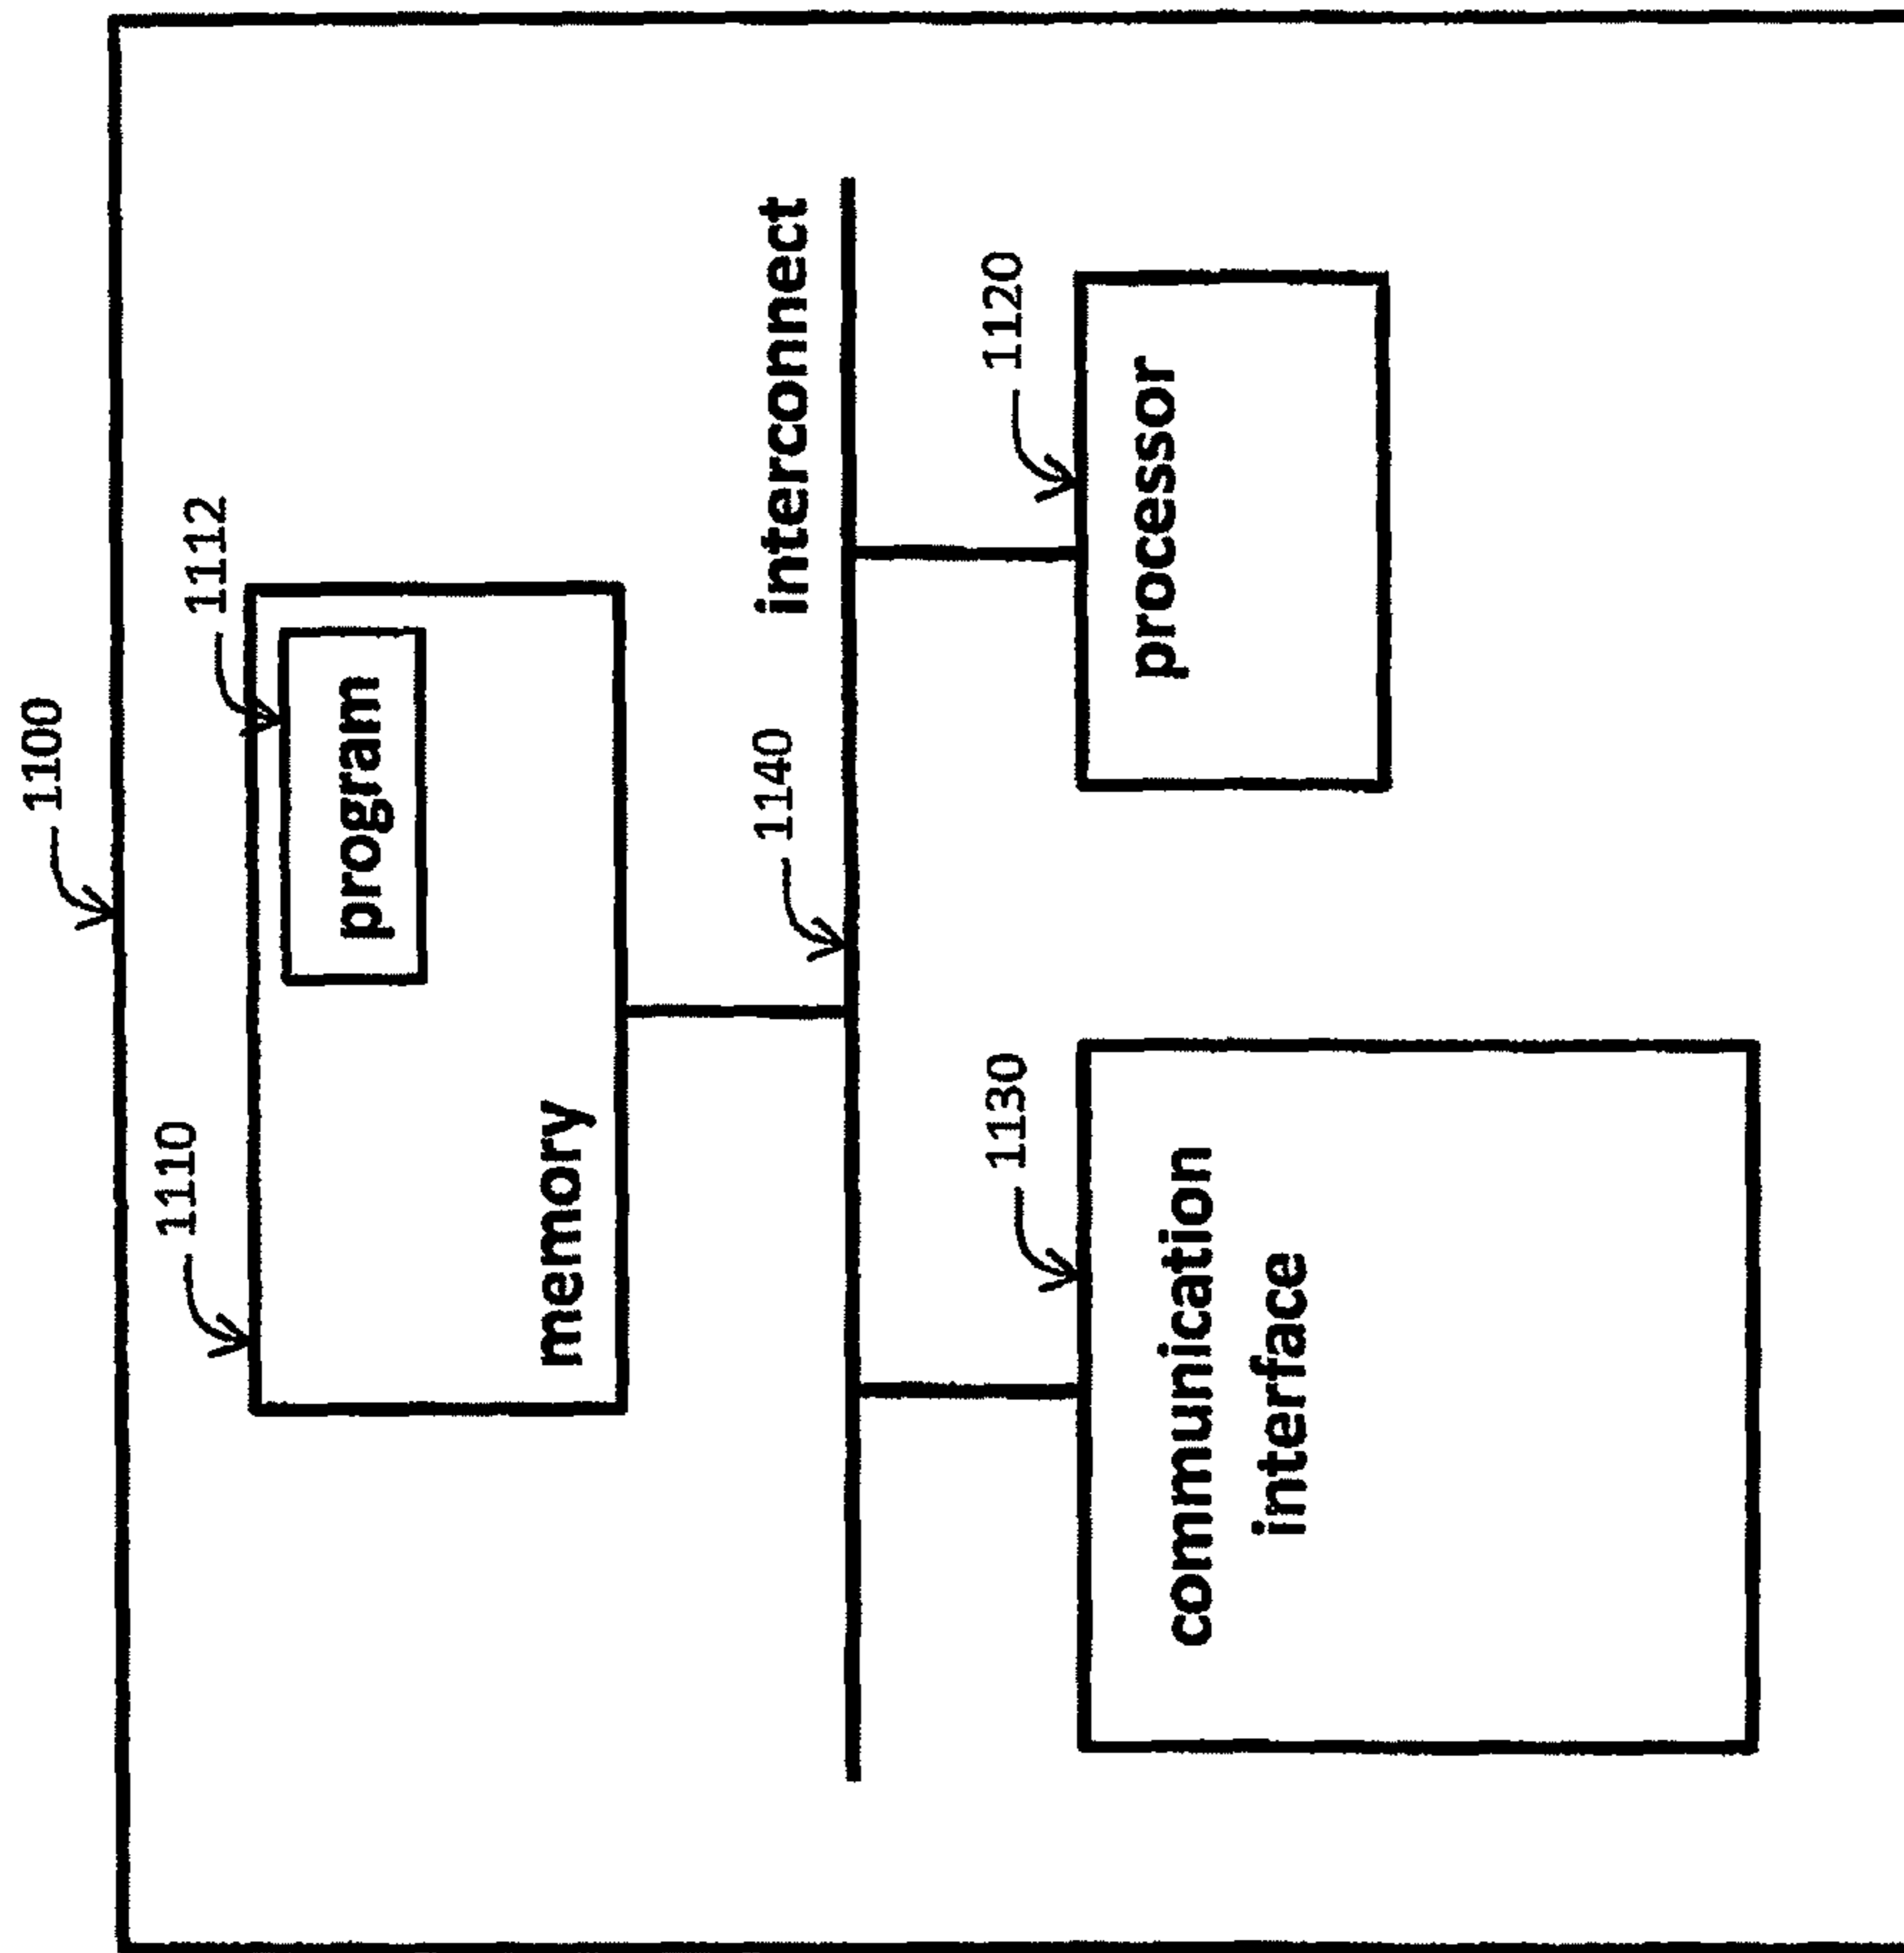 1100
1110
1112
program
memory
1140
interconnect
1130
communication
interface
1120
processor